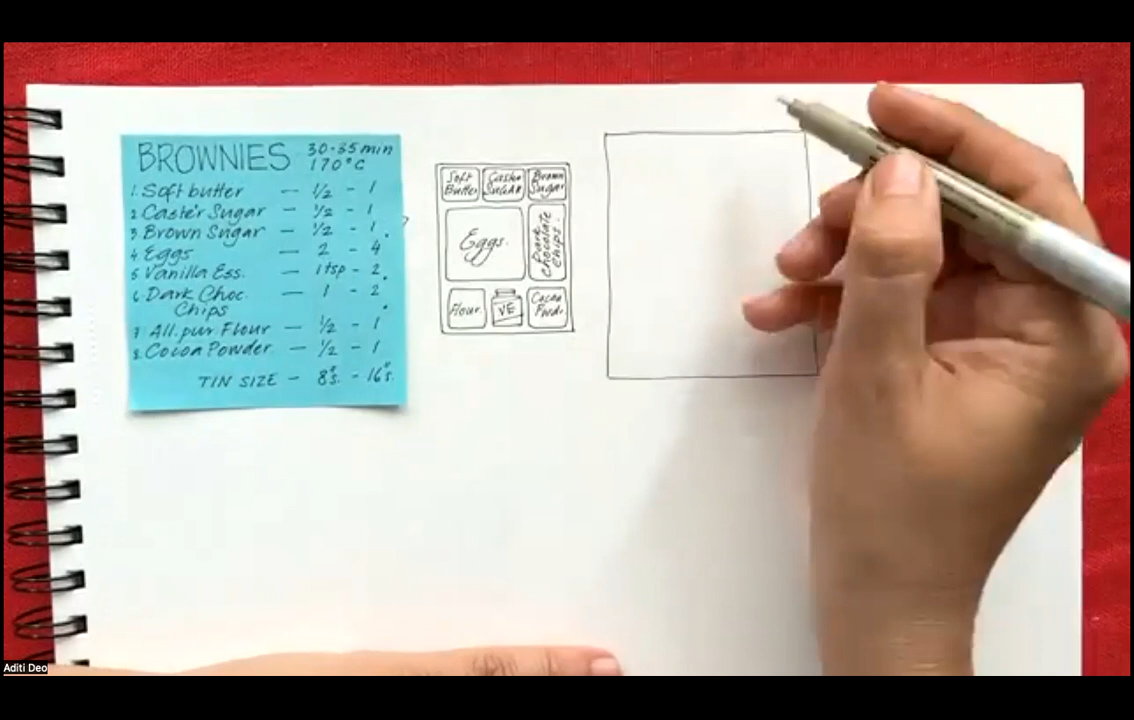 BROWNIES 30-35 min
170°C
1. Soft butter — 1/2 - 1
2 Caster Sugar — 1/2 - 1
3 Brown Sugar — 1/2 - 1.
4 Eggs — 2 - 4
5 Vanilla Ess. — 1 tsp - 2.
6 Dark Choc. — 1 - 2
Chips
7 All. pur Flour — 1/2 - 1
8 Cocoa Powder — 1/2 - 1
TIN SIZE - 8"s. - 16"s.
Soft
Butter
Caster
SUGAR
Brown
Sugar
Eggs.
Dark
chocolate
Chips.
Flour
VE
Cocoa
Powdr
Aditi Deo